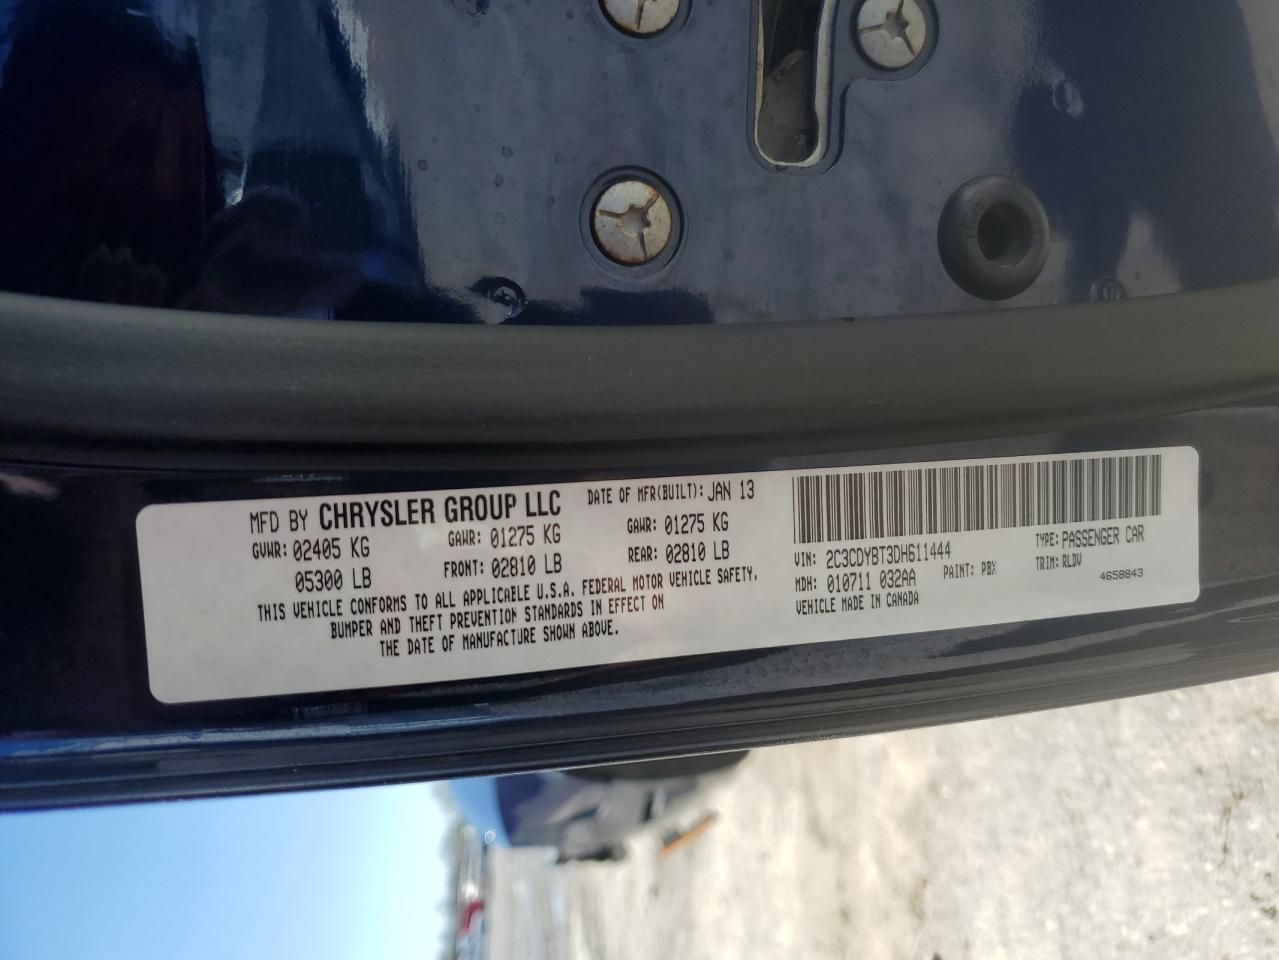 MFD BY CHRYSLER GROUP LLC
DATE OF MFR(BUILT): JAN 13
GVWR: 02405 KG
GAWR: 01275 KG
GAWR: 01275 KG
05300 LB
FRONT: 02810 LB
REAR: 02810 LB
THIS VEHICLE CONFORMS TO ALL APPLICABLE U.S.A. FEDERAL MOTOR VEHICLE SAFETY,
BUMPER AND THEFT PREVENTION STANDARDS IN EFFECT ON
THE DATE OF MANUFACTURE SHOWN ABOVE.
VIN: 2C3CDYBT3DH611444
TYPE: PASSENGER CAR
MDH: 010711 032AA
PAINT: PBX
TRIM: RLDV
VEHICLE MADE IN CANADA
4658843